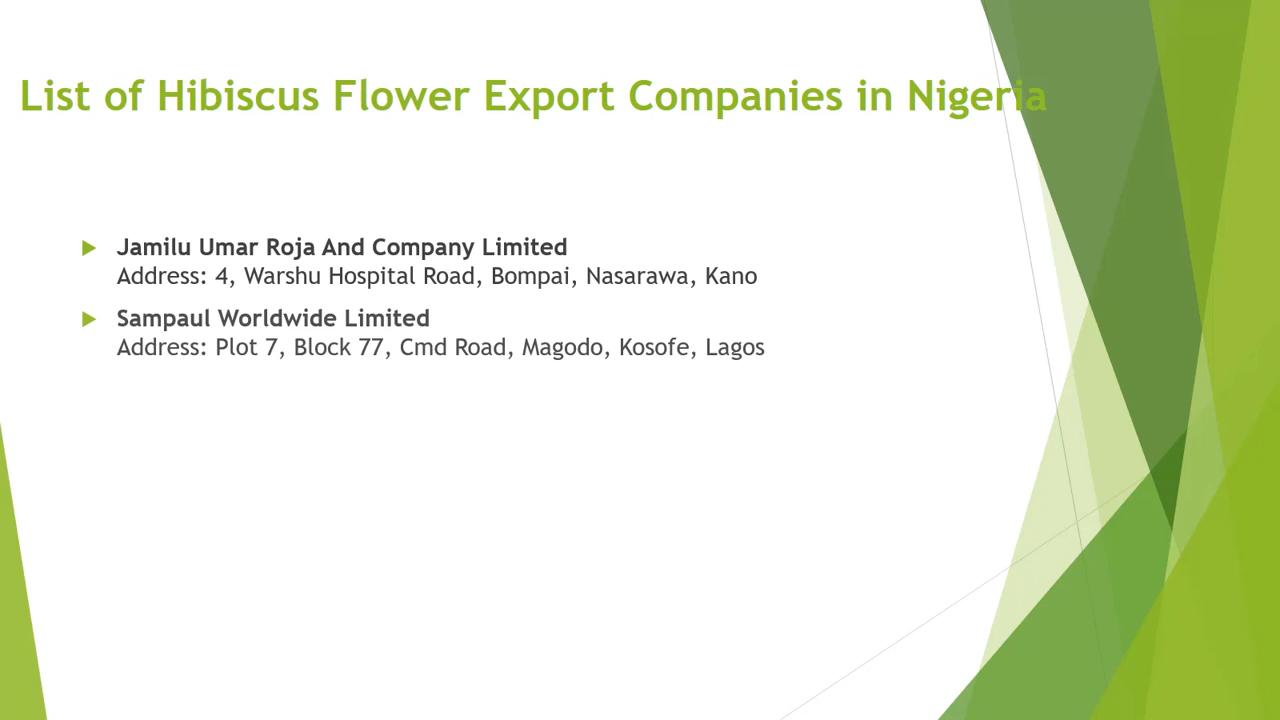 List of Hibiscus Flower Export Companies in Nigeria
Jamilu Umar Roja And Company Limited
Address: 4, Warshu Hospital Road, Bompai, Nasarawa, Kano
Sampaul Worldwide Limited
Address: Plot 7, Block 77, Cmd Road, Magodo, Kosofe, Lagos